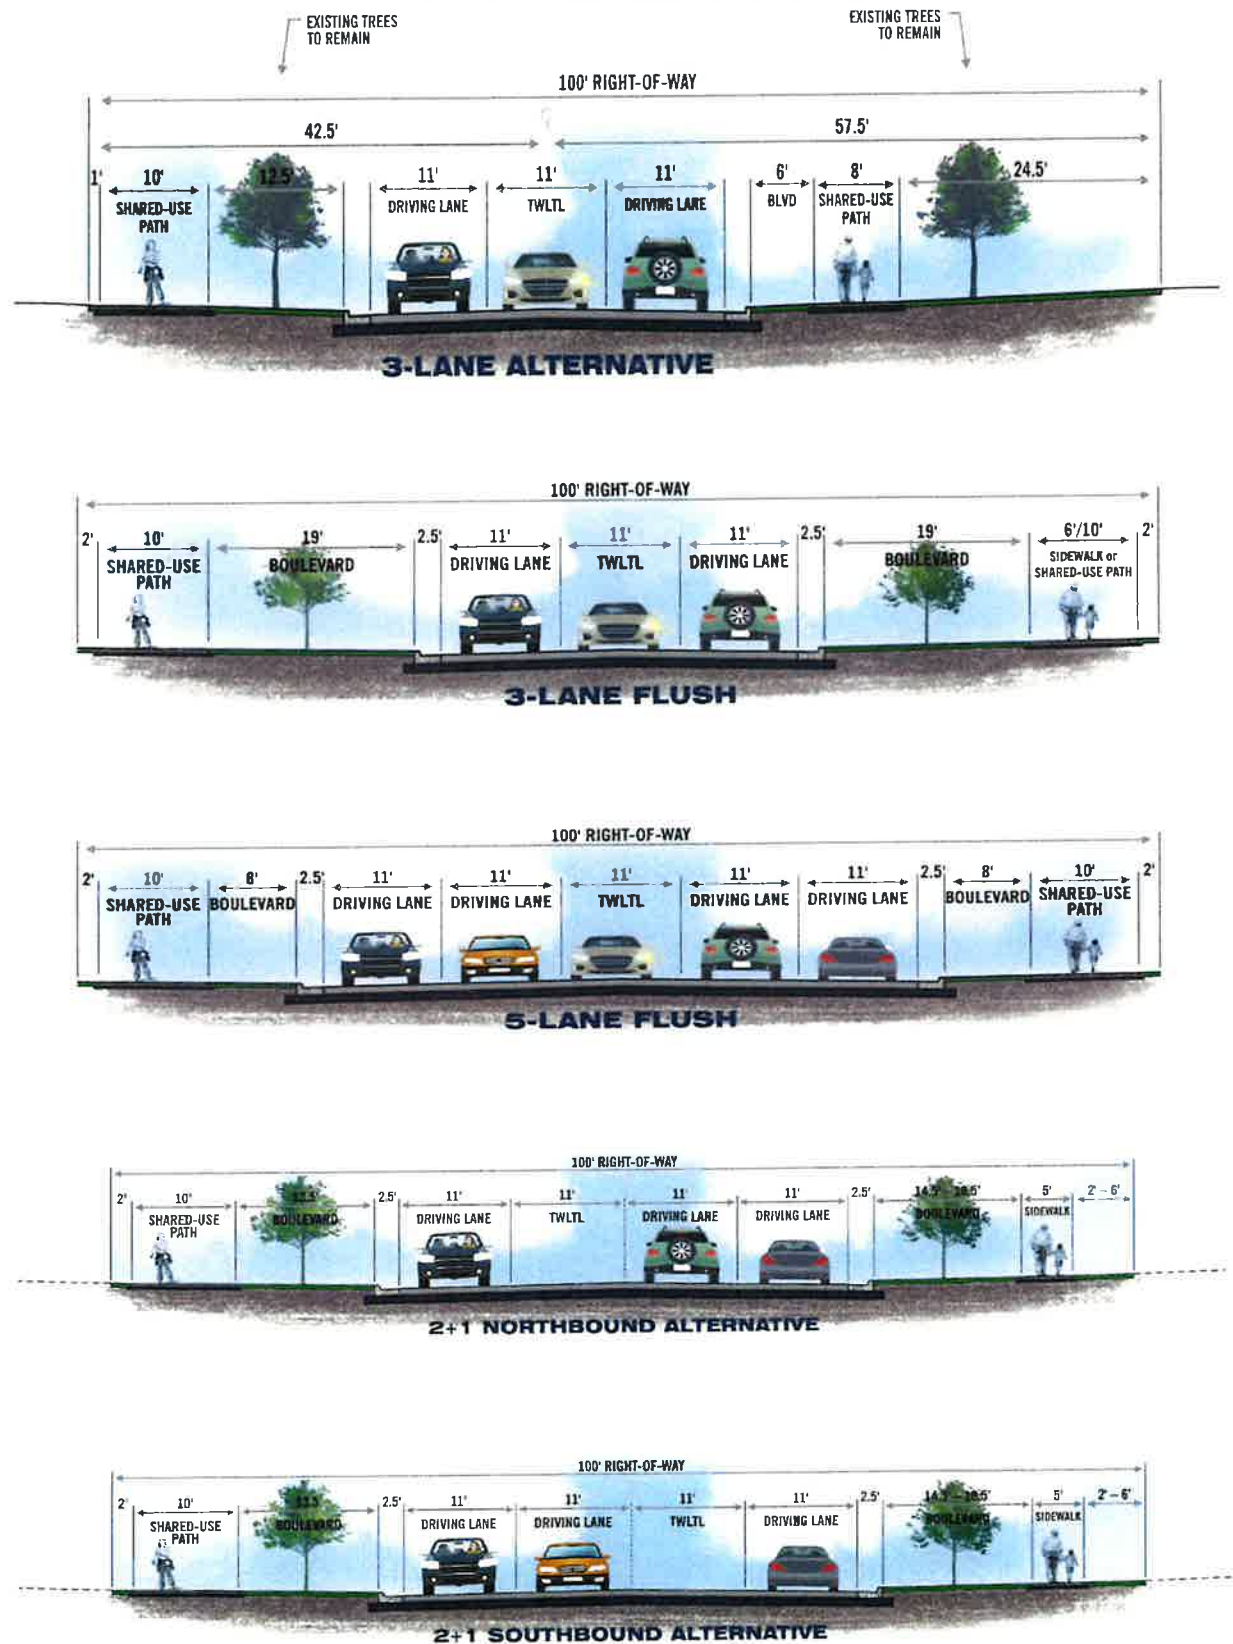 EXISTING TREES
TO REMAIN
EXISTING TREES
TO REMAIN
100' RIGHT-OF-WAY
42.5'
57.5'
1'
10'
SHARED-USE
PATH
12.5'
11'
DRIVING LANE
11'
TWLTL
11'
DRIVING LANE
6'
BLVD
8'
SHARED-USE
PATH
24.5'
3-LANE ALTERNATIVE
100' RIGHT-OF-WAY
2'
10'
SHARED-USE
PATH
19'
BOULEVARD
2.5'
11'
DRIVING LANE
11'
TWLTL
11'
DRIVING LANE
2.5'
19'
BOULEVARD
6'/10'
SIDEWALK or
SHARED-USE PATH
2'
3-LANE FLUSH
100' RIGHT-OF-WAY
2'
10'
SHARED-USE
PATH
8'
BOULEVARD
2.5'
11'
DRIVING LANE
11'
DRIVING LANE
11'
TWLTL
11'
DRIVING LANE
11'
DRIVING LANE
2.5'
8'
BOULEVARD
10'
SHARED-USE
PATH
2'
5-LANE FLUSH
100' RIGHT-OF-WAY
2'
10'
SHARED-USE
PATH
BOULEVARD
2.5'
11'
DRIVING LANE
11'
TWLTL
11'
DRIVING LANE
11'
DRIVING LANE
2.5'
14.5' - 18.5'
BOULEVARD
5'
SIDEWALK
2' - 6'
2+1 NORTHBOUND ALTERNATIVE
100' RIGHT-OF-WAY
2'
10'
SHARED-USE
PATH
BOULEVARD
2.5'
11'
DRIVING LANE
11'
DRIVING LANE
11'
TWLTL
11'
DRIVING LANE
2.5'
14.5' - 18.5'
BOULEVARD
5'
SIDEWALK
2' - 6'
2+1 SOUTHBOUND ALTERNATIVE